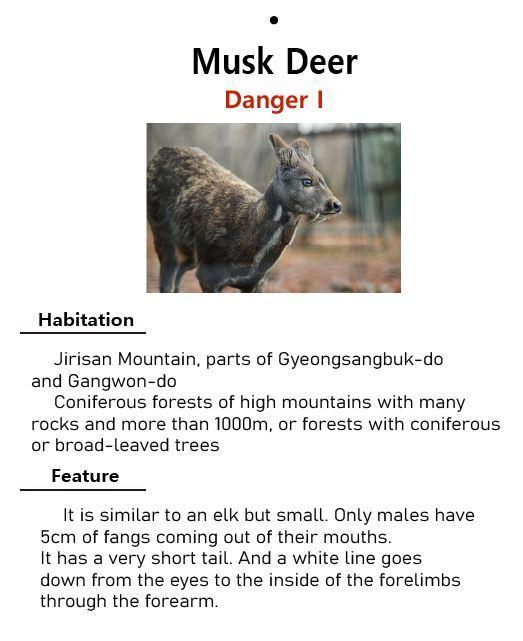 Musk Deer
Danger I
Habitation
Jirisan Mountain, parts of Gyeongsangbuk-do
and Gangwon-do
Coniferous forests of high mountains with many
rocks and more than 1000m, or forests with coniferous
or broad-leaved trees
Feature
It is similar to an elk but small. Only males have
5cm of fangs coming out of their mouths.
It has a very short tail. And a white line goes
down from the eyes to the inside of the forelimbs
through the forearm.